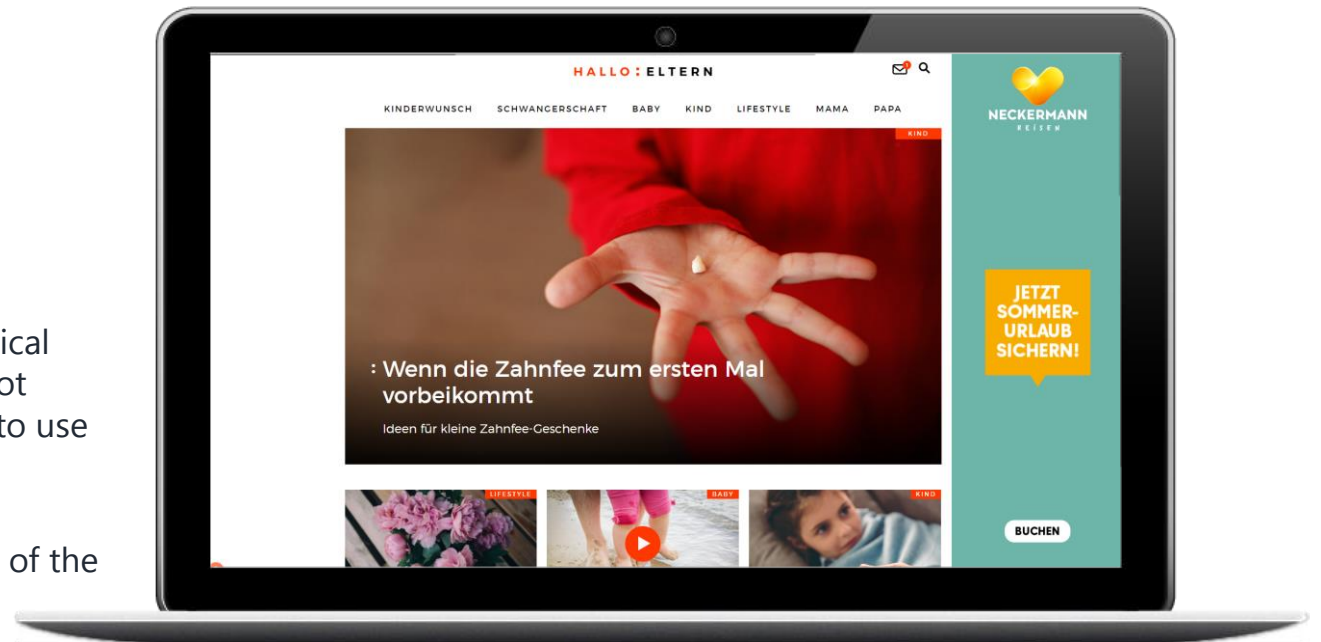 HALLO:ELTERN
1
KINDERWUNSCH SCHWANGERSCHAFT BABY KIND LIFESTYLE MAMA PAPA
KIND
: Wenn die Zahnfee zum ersten Mal
vorbeikommt
Ideen für kleine Zahnfee-Geschenke
LIFESTYLE
BABY
KIND
NECKERMANN
REISEN
JETZT
SOMMER-
URLAUB
SICHERN!
BUCHEN
ical
ot
to use
of the